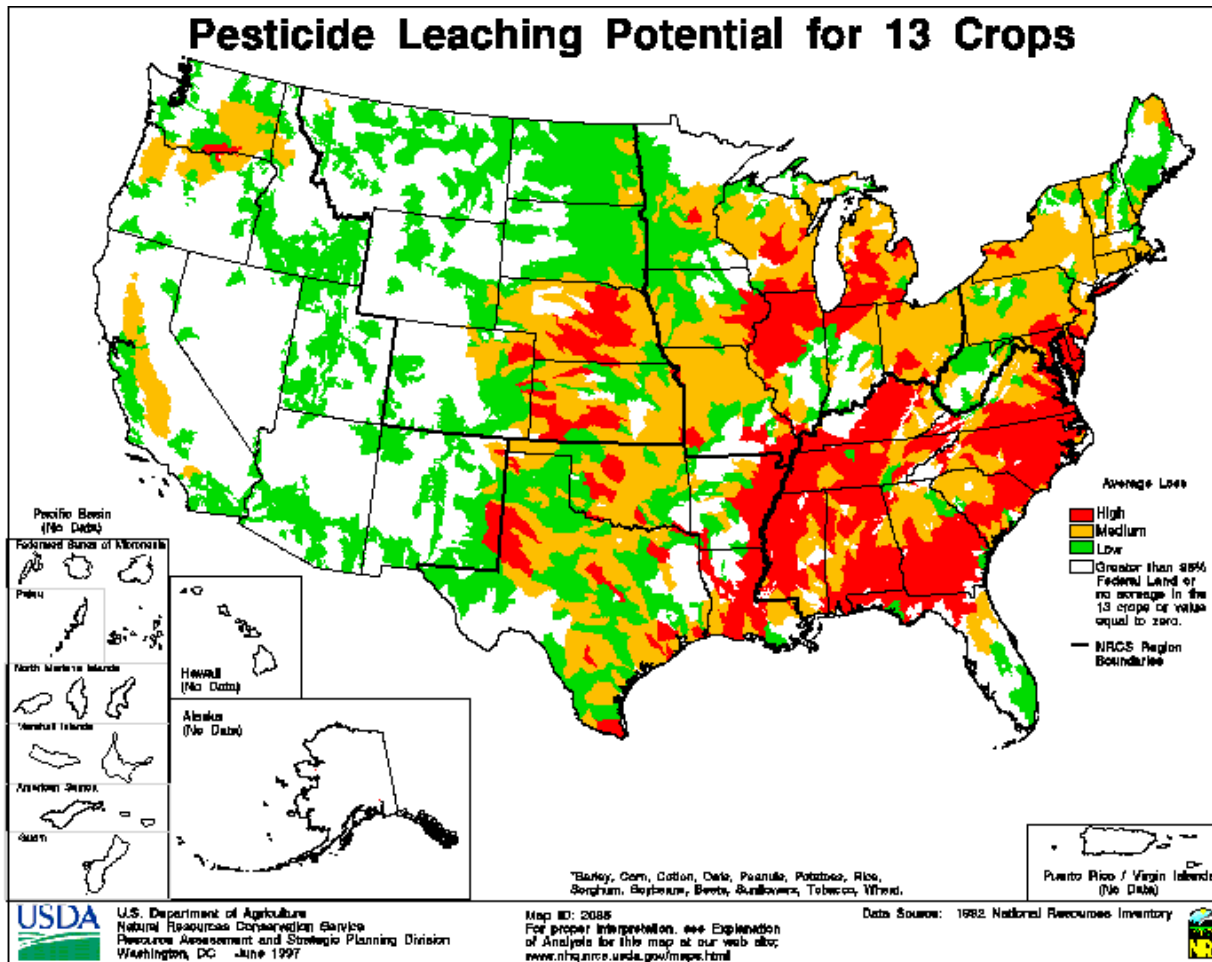 Pesticide Leaching Potential for 13 Crops
Average Loss
High
Medium
Low
Greater than 95%
Federal Land or
no acreage in the
13 crops or value
equal to zero.
NRCS Region
Boundaries
Pacific Basin
(No Data)
Federated States of Micronesia
Palau
North Mariana Islands
Marshall Islands
American Samoa
Guam
Hawaii
(No Data)
Alaska
(No Data)
Puerto Rico / Virgin Islands
(No Data)
*Barley, Corn, Cotton, Oats, Peanuts, Potatoes, Rice,
Sorghum, Soybeans, Beets, Sunflowers, Tobacco, Wheat.
USDA
U.S. Department of Agriculture
Natural Resources Conservation Service
Resource Assessment and Strategic Planning Division
Washington, DC June 1997
Map ID: 2086
For proper interpretation, see Explanation
of Analysis for this map at our web site:
www.nhq.nrcs.usda.gov/maps.html
Data Source: 1992 National Resources Inventory